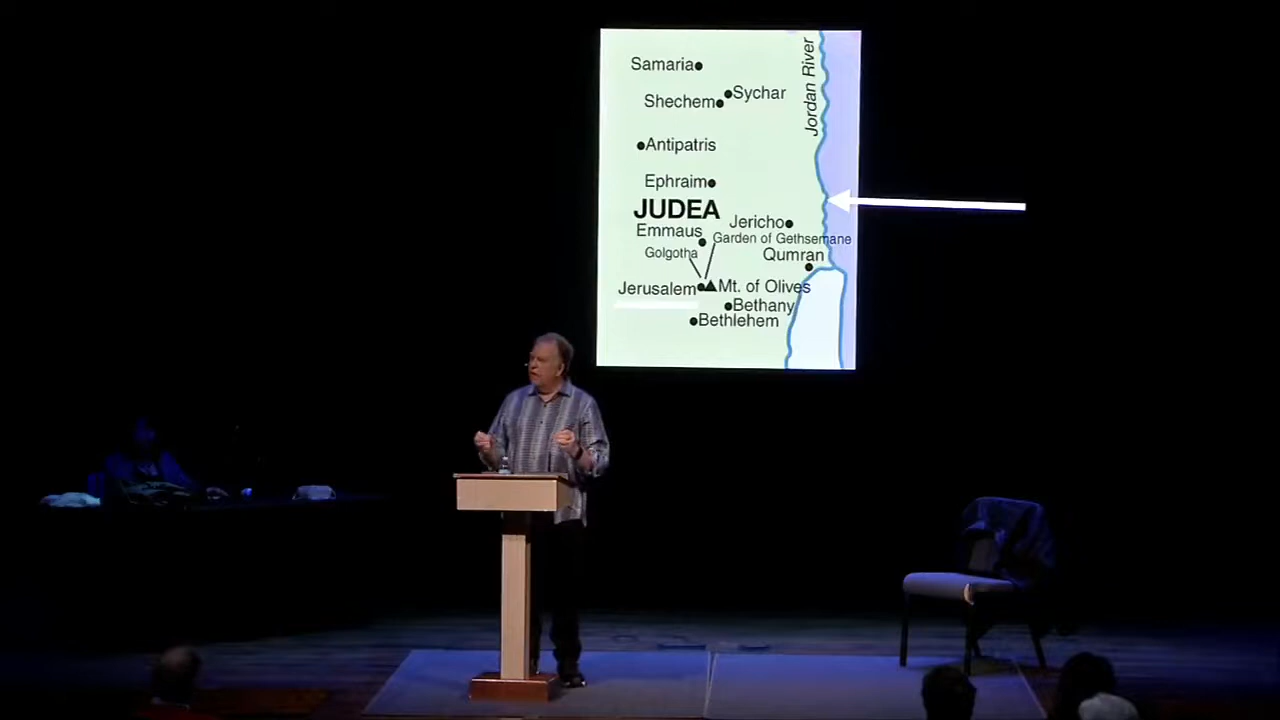 Samaria
Sychar
Shechem
Jordan River
Antipatris
Ephraim
JUDEA
Jericho
Emmaus
Garden of Gethsemane
Golgotha
Qumran
Jerusalem
Mt. of Olives
Bethany
Bethlehem